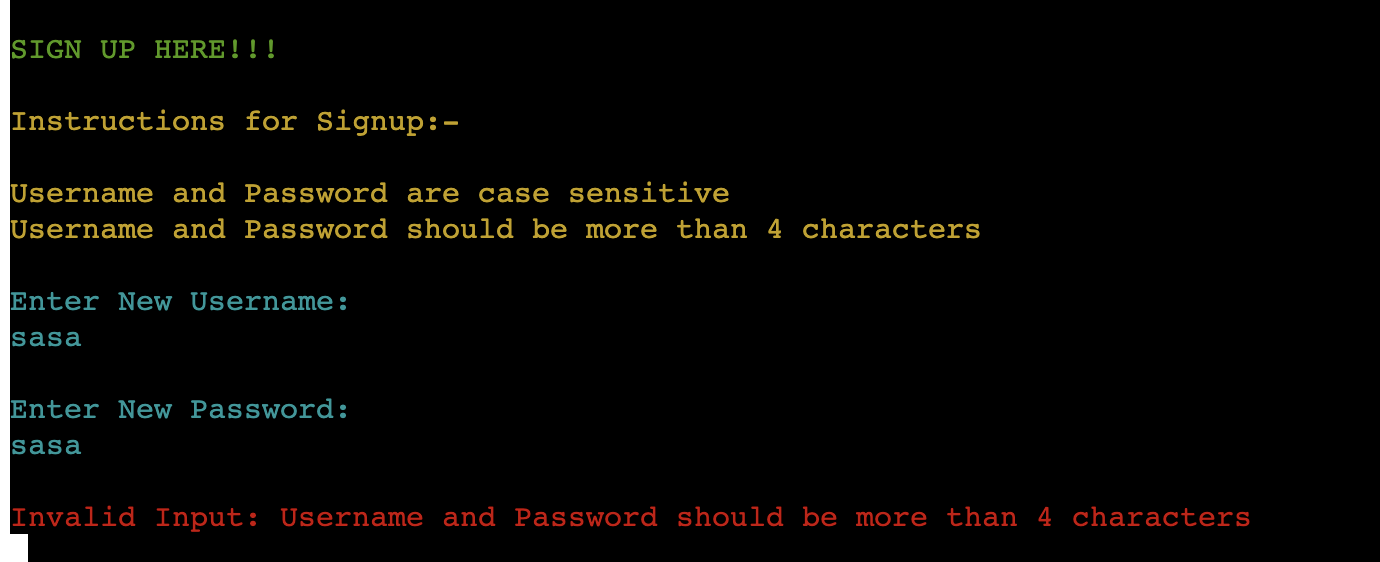 SIGN UP HERE!!!
Instructions for Signup:-
Username and Password are case sensitive
Username and Password should be more than 4 characters
Enter New Username:
sasa
Enter New Password:
sasa
Invalid Input: Username and Password should be more than 4 characters